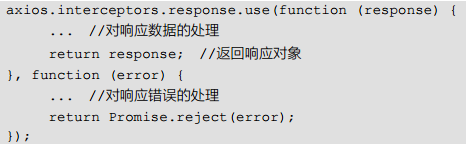 axios.interceptors.response.use(function (response) {
... //对响应数据的处理
return response; //返回响应对象
}, function (error) {
... //对响应错误的处理
return Promise.reject(error);
});